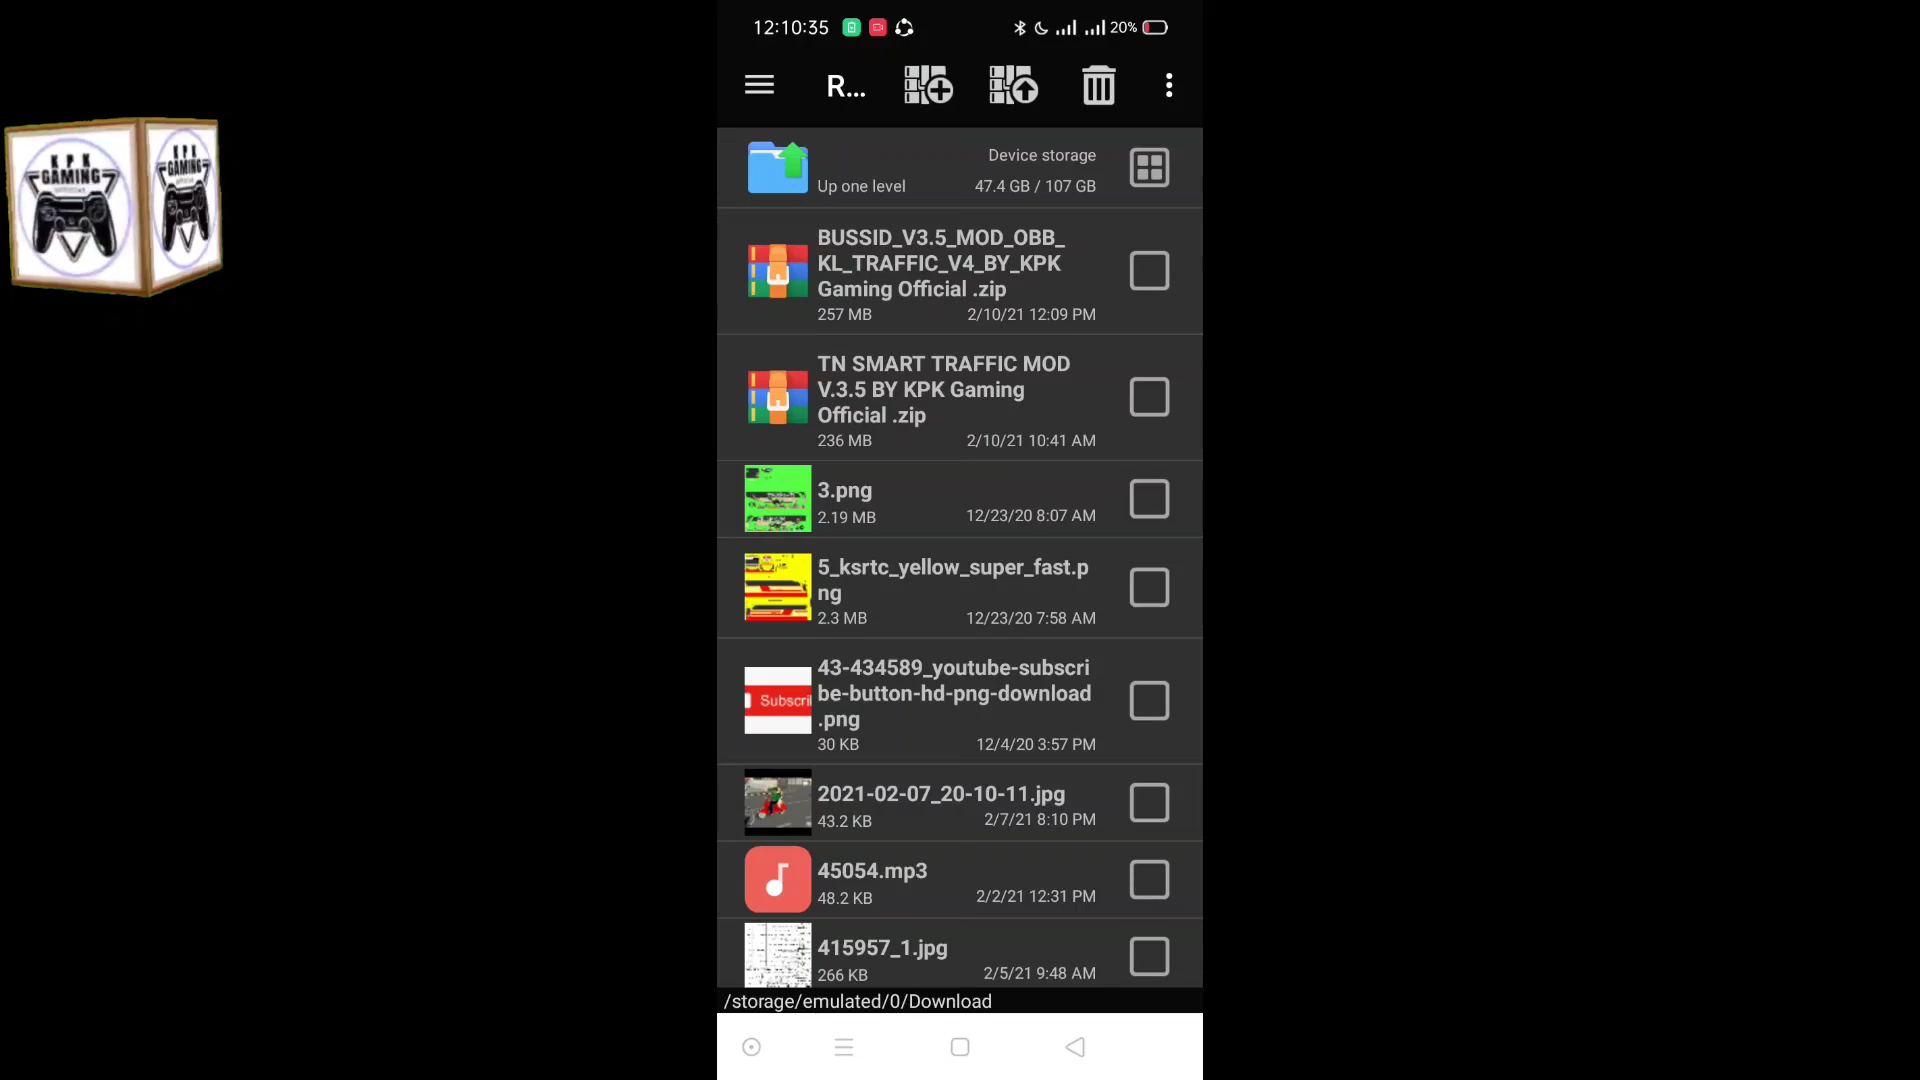 12:10:35
20%
R...
Device storage
Up one level 47.4 GB / 107 GB
BUSSID_V3.5_MOD_OBB_
KL_TRAFFIC_V4_BY_KPK
Gaming Official .zip
257 MB 2/10/21 12:09 PM
TN SMART TRAFFIC MOD
V.3.5 BY KPK Gaming
Official .zip
236 MB 2/10/21 10:41 AM
3.png
2.19 MB 12/23/20 8:07 AM
5_ksrtc_yellow_super_fast.p
ng
2.3 MB 12/23/20 7:58 AM
43-434589_youtube-subscri
be-button-hd-png-download
.png
Subscri
30 KB 12/4/20 3:57 PM
2021-02-07_20-10-11.jpg
43.2 KB 2/7/21 8:10 PM
45054.mp3
48.2 KB 2/2/21 12:31 PM
415957_1.jpg
266 KB 2/5/21 9:48 AM
/storage/emulated/0/Download
KPK
GAMING
KPK
GAMING